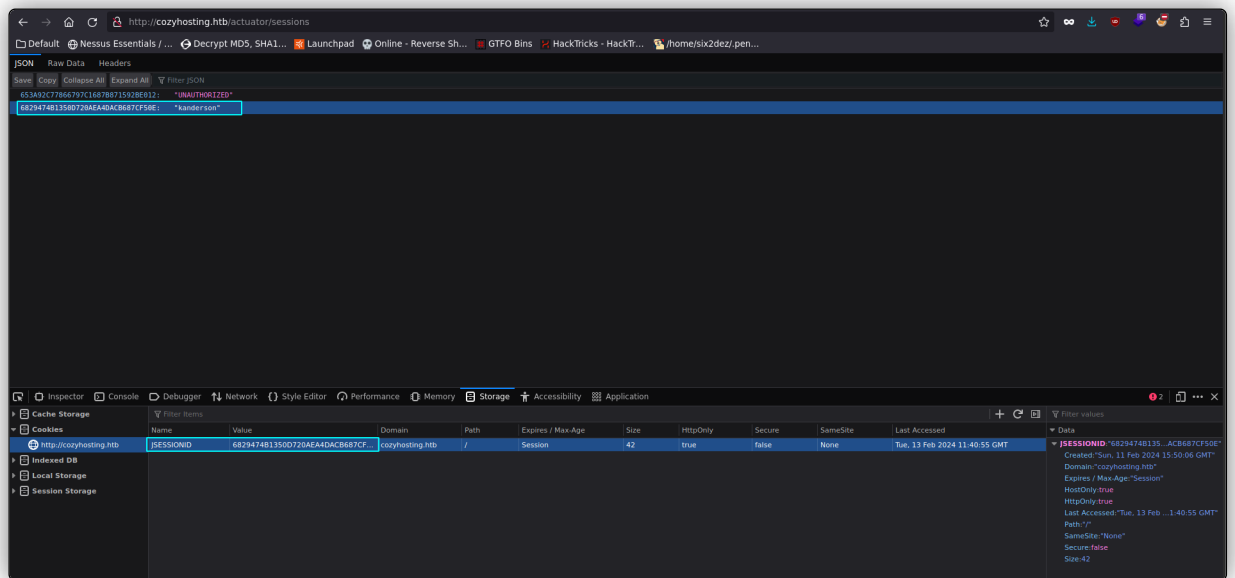 http://cozyhosting.htb/actuator/sessions
Default Nessus Essentials / ... Decrypt MD5, SHA1... Launchpad Online - Reverse Sh... GTFO Bins HackTricks - HackTr... /home/six2dez/.pen...
JSON Raw Data Headers
Save Copy Collapse All Expand All Filter JSON
653A92C77866797C1687B871592BE012: "UNAUTHORIZED"
6829474B1350D720AEA4DACB687CF50E: "kanderson"
Inspector Console Debugger Network {} Style Editor Performance Memory Storage Accessibility Application 2
Cache Storage Filter Items Filter values
Cookies Name Value Domain Path Expires / Max-Age Size HttpOnly Secure SameSite Last Accessed Data
http://cozyhosting.htb JSESSIONID 6829474B1350D720AEA4DACB687CF... cozyhosting.htb / Session 42 true false None Tue, 13 Feb 2024 11:40:55 GMT JSESSIONID:"6829474B135...ACB687CF50E"
Indexed DB Created:"Sun, 11 Feb 2024 15:50:06 GMT"
Local Storage Domain:"cozyhosting.htb"
Session Storage Expires / Max-Age:"Session"
HostOnly:true
HttpOnly:true
Last Accessed:"Tue, 13 Feb ...1:40:55 GMT"
Path:"/"
SameSite:"None"
Secure:false
Size:42